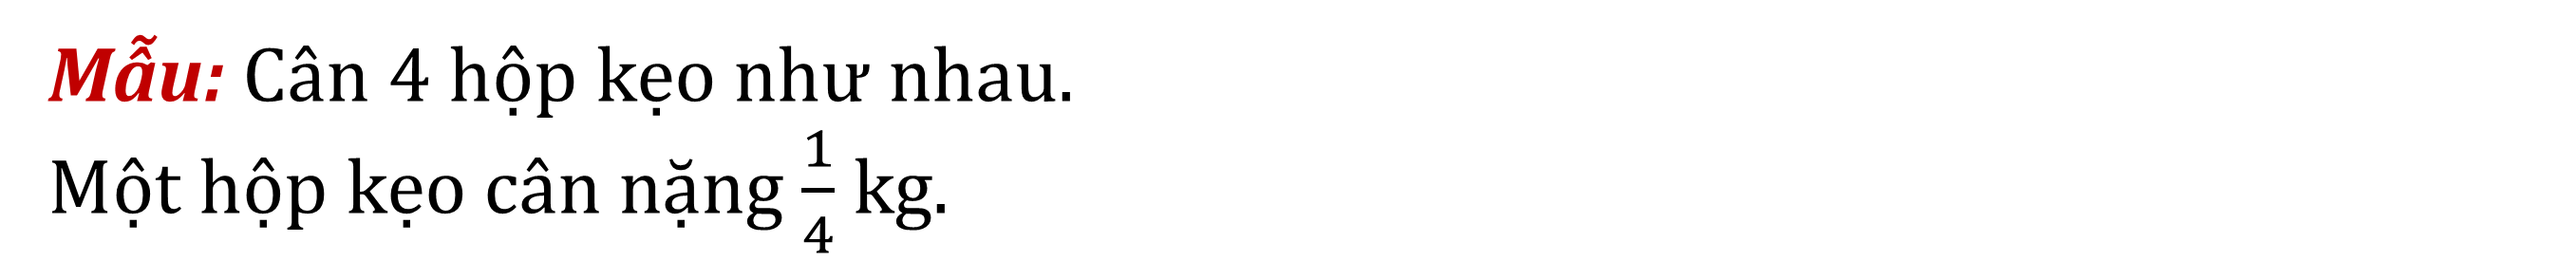 Mẫu: Cân 4 hộp kẹo như nhau.
Một hộp kẹo cân nặng 1/4 kg.